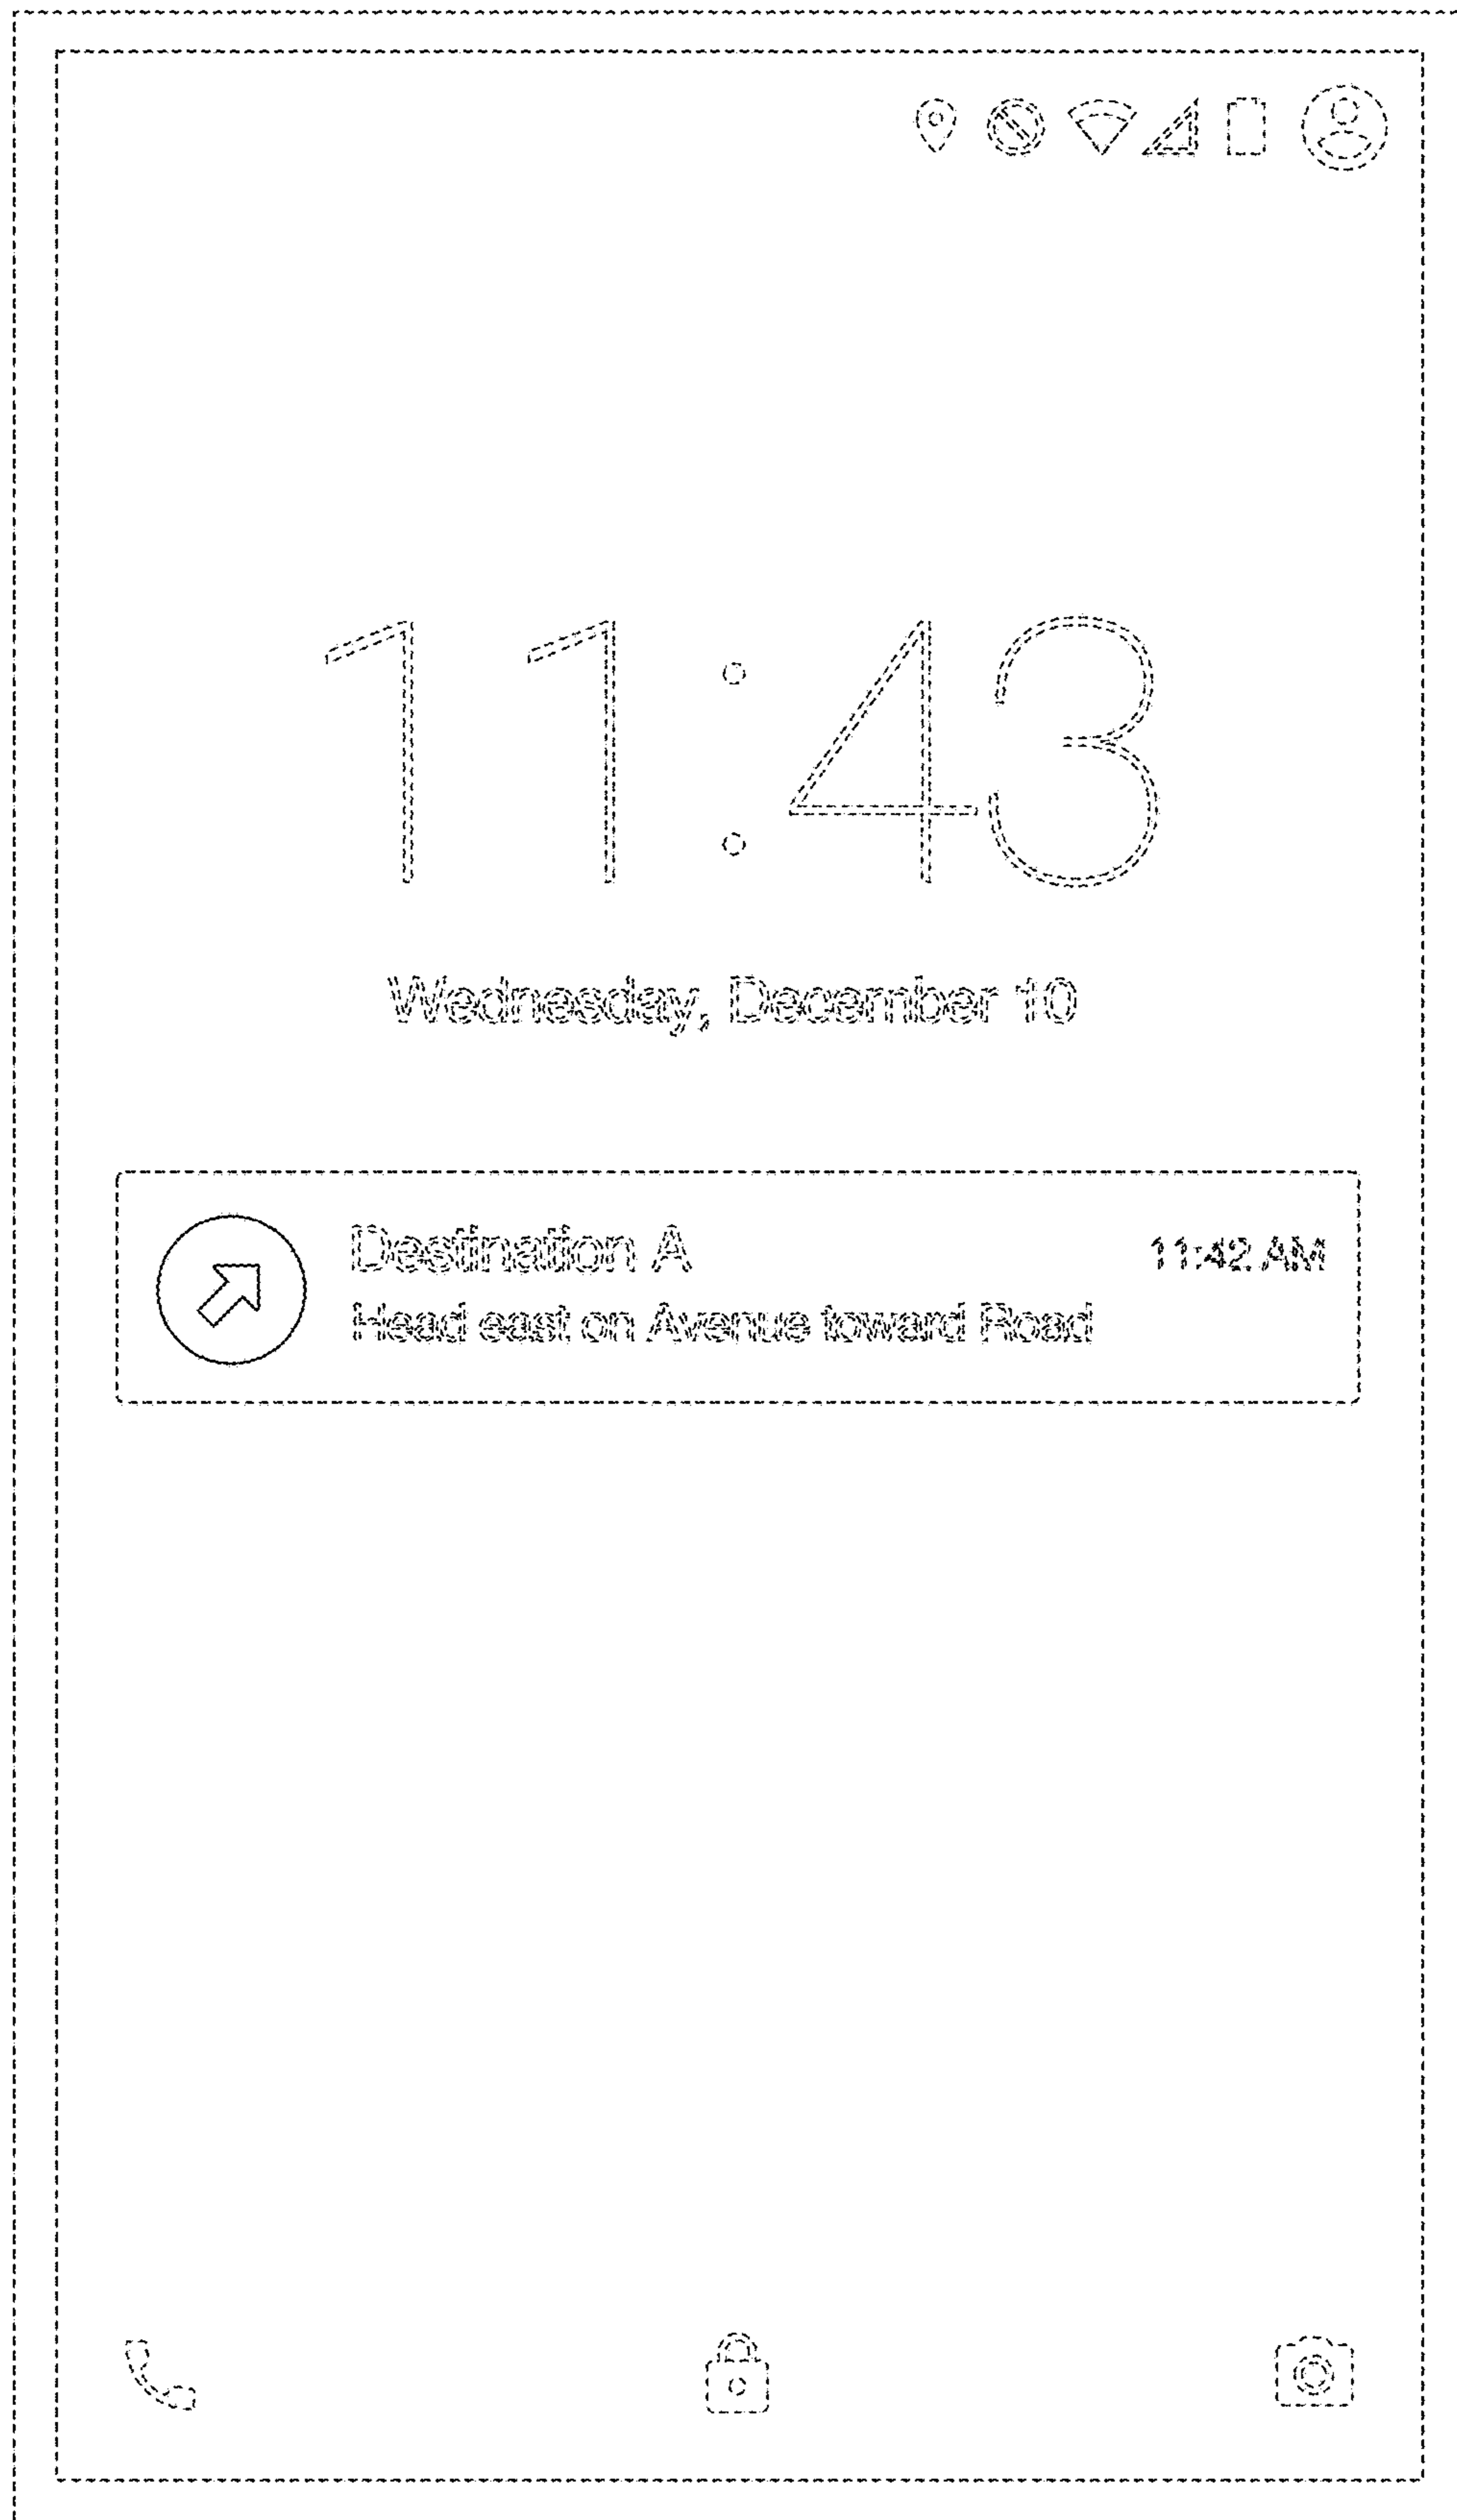 11:43
Wednesday, December 10
Destination A 11:42 AM
Head east on Avenue toward Road